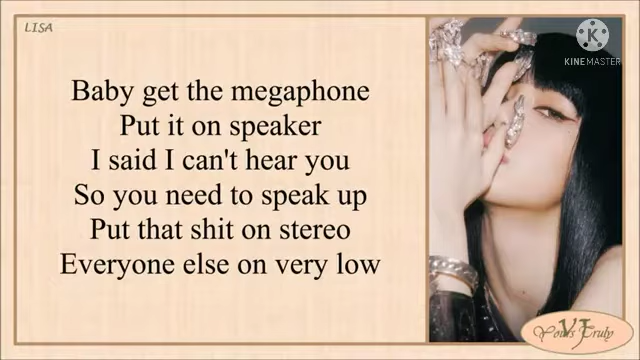 LISA
KINEMASTER
Baby get the megaphone
Put it on speaker
I said I can't hear you
So you need to speak up
Put that shit on stereo
Everyone else on very low
Yours Truly